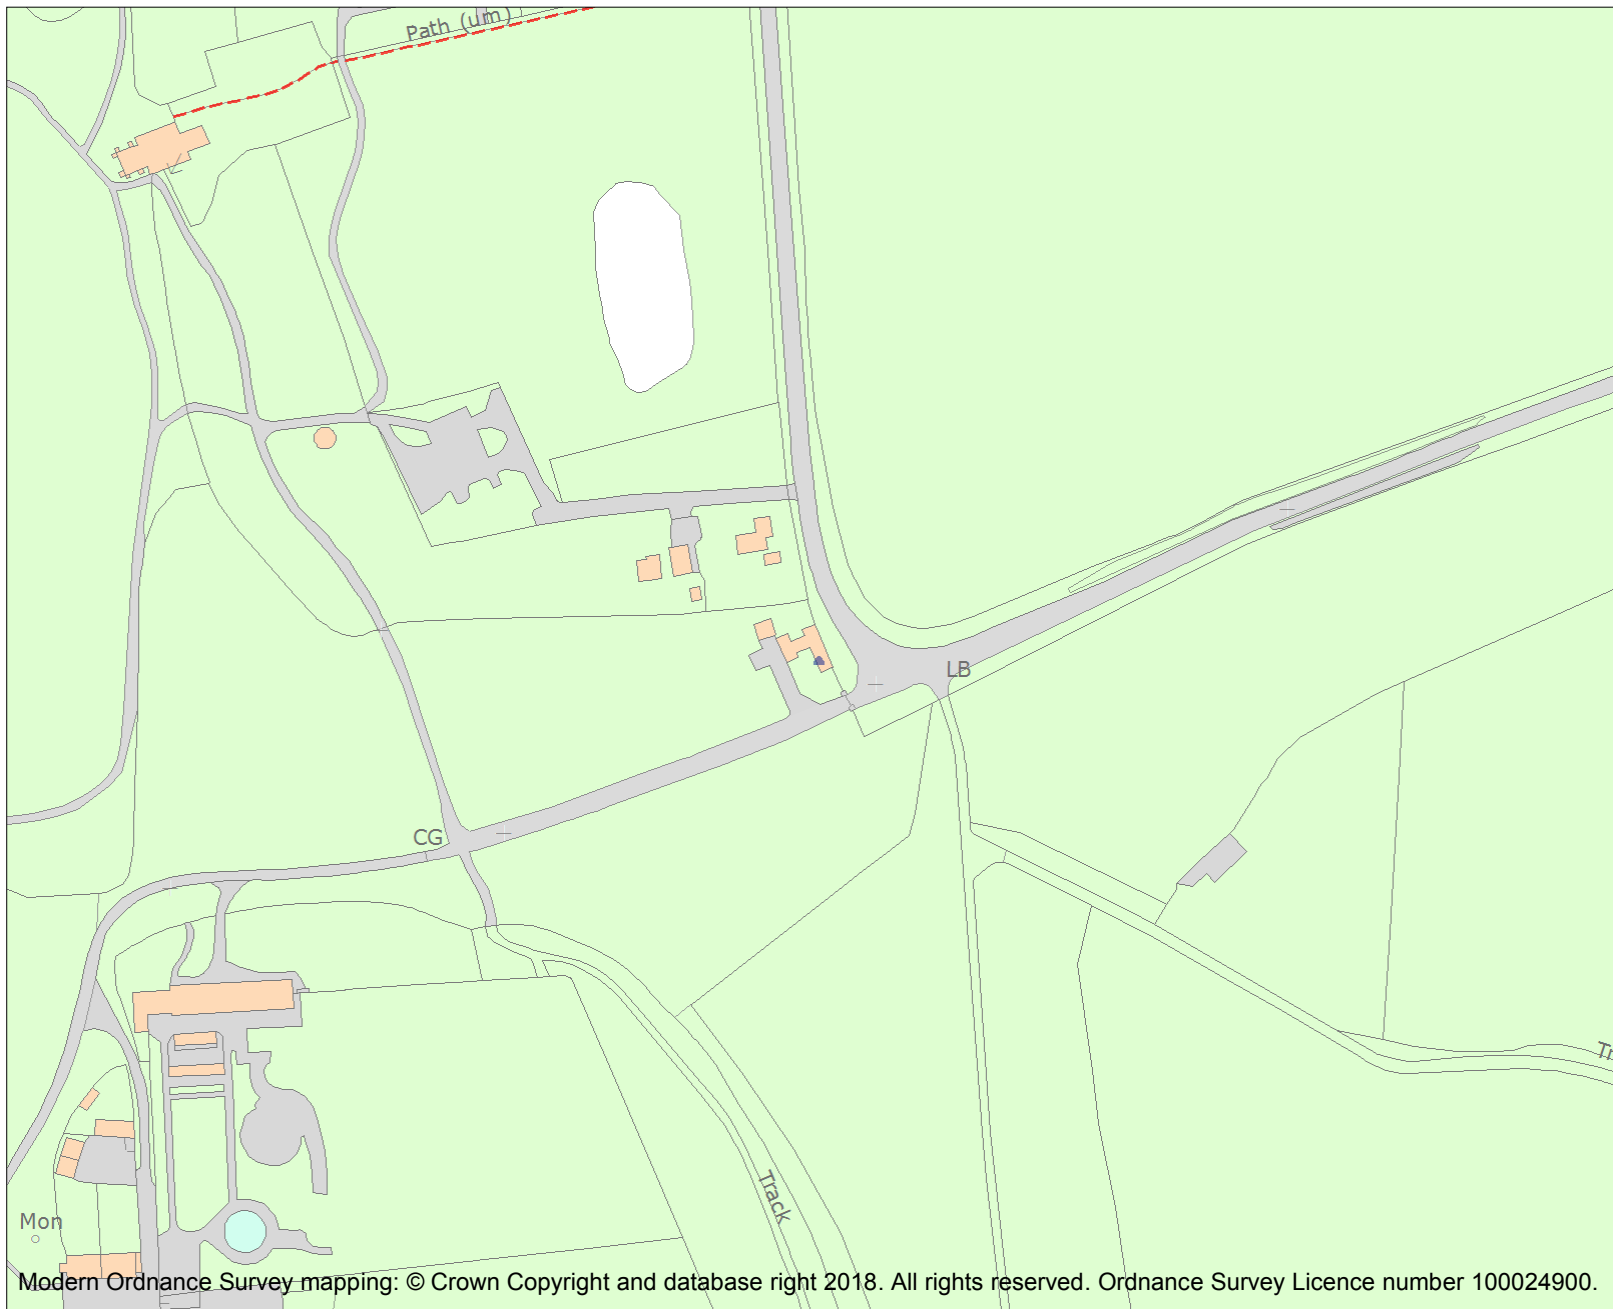 Path (um)
LB
CG
Tr
Track
Mon
Modern Ordnance Survey mapping: © Crown Copyright and database right 2018. All rights reserved. Ordnance Survey Licence number 100024900.